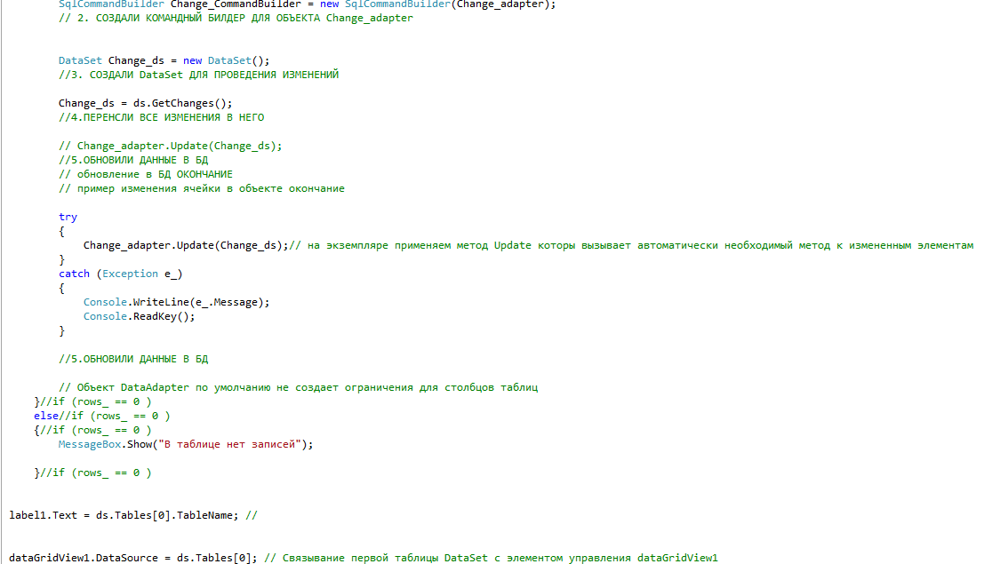 SqlCommandBuilder Change_CommandBuilder = new SqlCommandBuilder(Change_adapter);
// 2. СОЗДАЛИ КОМАНДНЫЙ БИЛДЕР ДЛЯ ОБЪЕКТА Change_adapter
DataSet Change_ds = new DataSet();
//3. СОЗДАЛИ DataSet ДЛЯ ПРОВЕДЕНИЯ ИЗМЕНЕНИЙ
Change_ds = ds.GetChanges();
//4.ПЕРЕНСЛИ ВСЕ ИЗМЕНЕНИЯ В НЕГО
// Change_adapter.Update(Change_ds);
//5.ОБНОВИЛИ ДАННЫЕ В БД
// обновление в БД ОКОНЧАНИЕ
// пример изменения ячейки в объекте окончание
try
{
Change_adapter.Update(Change_ds);// на экземпляре применяем метод Update которы вызывает автоматически необходимый метод к измененным элементам
}
catch (Exception e_)
{
Console.WriteLine(e_.Message);
Console.ReadKey();
}
//5.ОБНОВИЛИ ДАННЫЕ В БД
// Объект DataAdapter по умолчанию не создает ограничения для столбцов таблиц
}//if (rows_ == 0 )
else//if (rows_ == 0 )
{//if (rows_ == 0 )
MessageBox.Show("В таблице нет записей");
}//if (rows_ == 0 )
label1.Text = ds.Tables[0].TableName; //
dataGridView1.DataSource = ds.Tables[0]; // Связывание первой таблицы DataSet с элементом управления dataGridView1